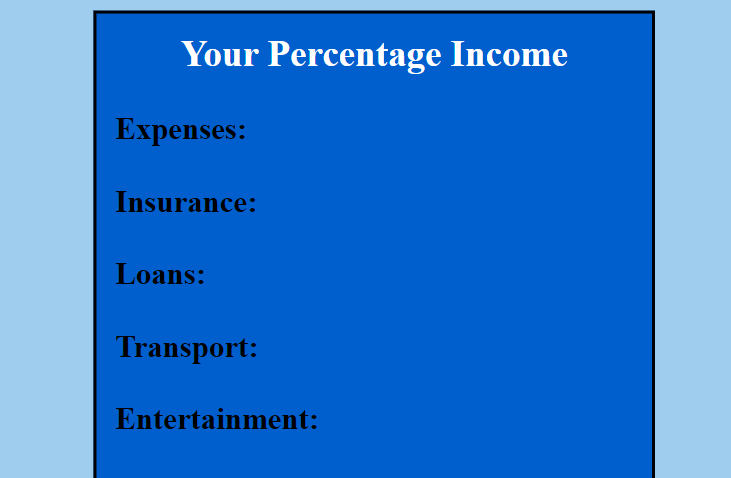 Your Percentage Income
Expenses:
Insurance:
Loans:
Transport:
Entertainment: